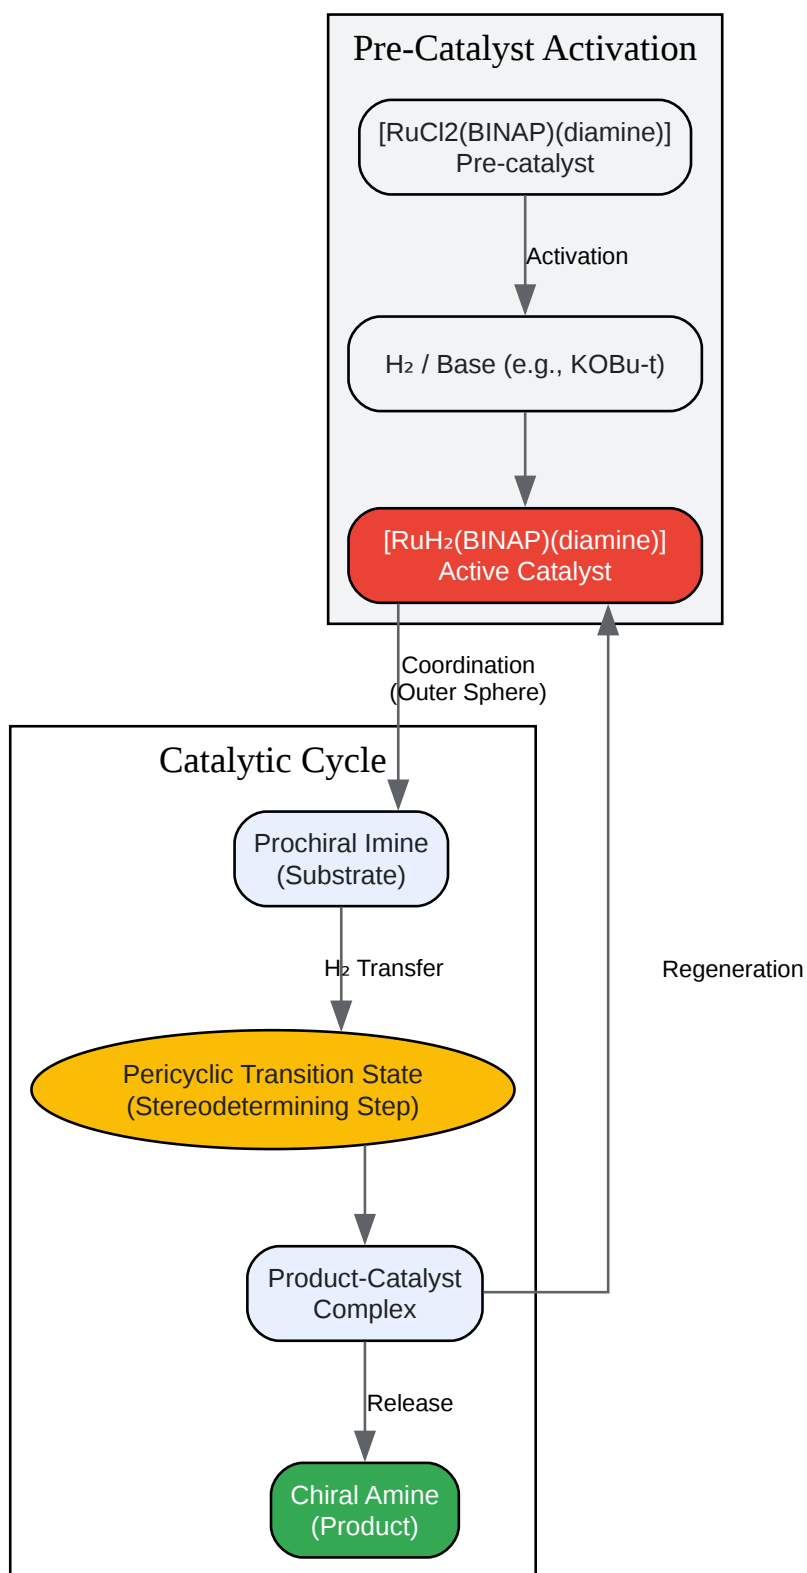 Pre-Catalyst Activation
[RuCl2(BINAP)(diamine)]
Pre-catalyst
Activation
H₂ / Base (e.g., KOBu-t)
[RuH₂(BINAP)(diamine)]
Active Catalyst
Coordination
(Outer Sphere)
Catalytic Cycle
Prochiral Imine
(Substrate)
H₂ Transfer
Regeneration
Pericyclic Transition State
(Stereodetermining Step)
Product-Catalyst
Complex
Release
Chiral Amine
(Product)